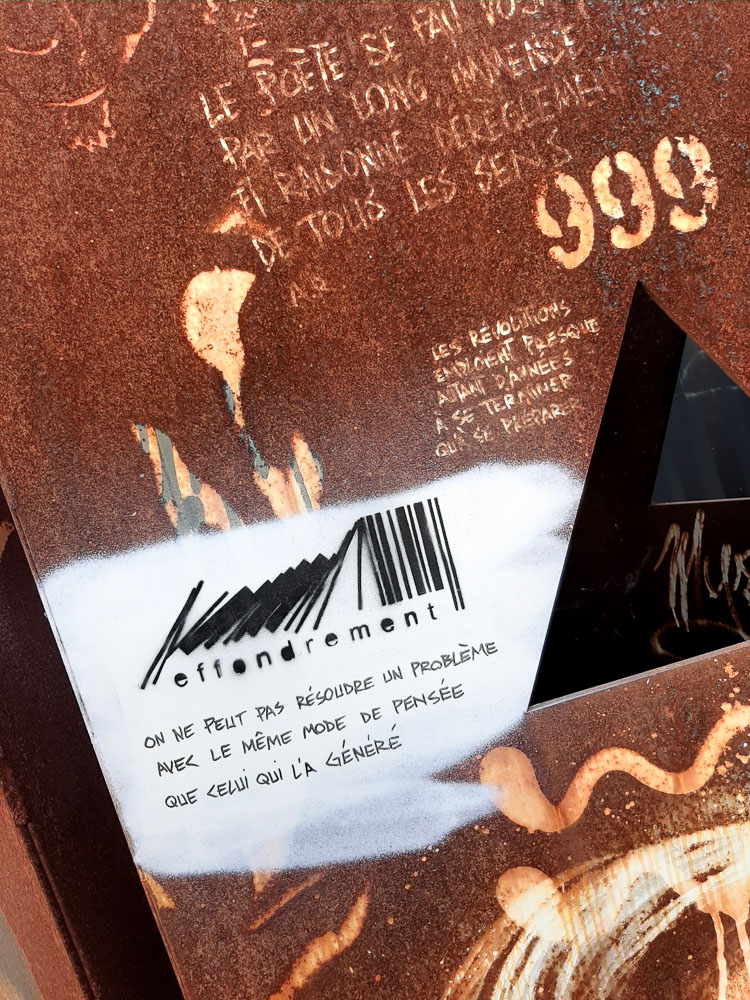 LE POÈTE SE FAIT
PAR UN LONG, IMMENSE
ET RAISONNÉ DÉRÈGLEMENT
DE TOUS LES SENS
A.R
999
LES RÉVOLUTIONS
EMPLOIENT PRESQUE
AUTANT D'ANNÉES
À SE TERMINER
QU'À SE PRÉPARER
effondrement
ON NE PEUT PAS RÉSOUDRE UN PROBLÈME
AVEC LE MÊME MODE DE PENSÉE
QUE CELUI QUI L'A GÉNÉRÉ